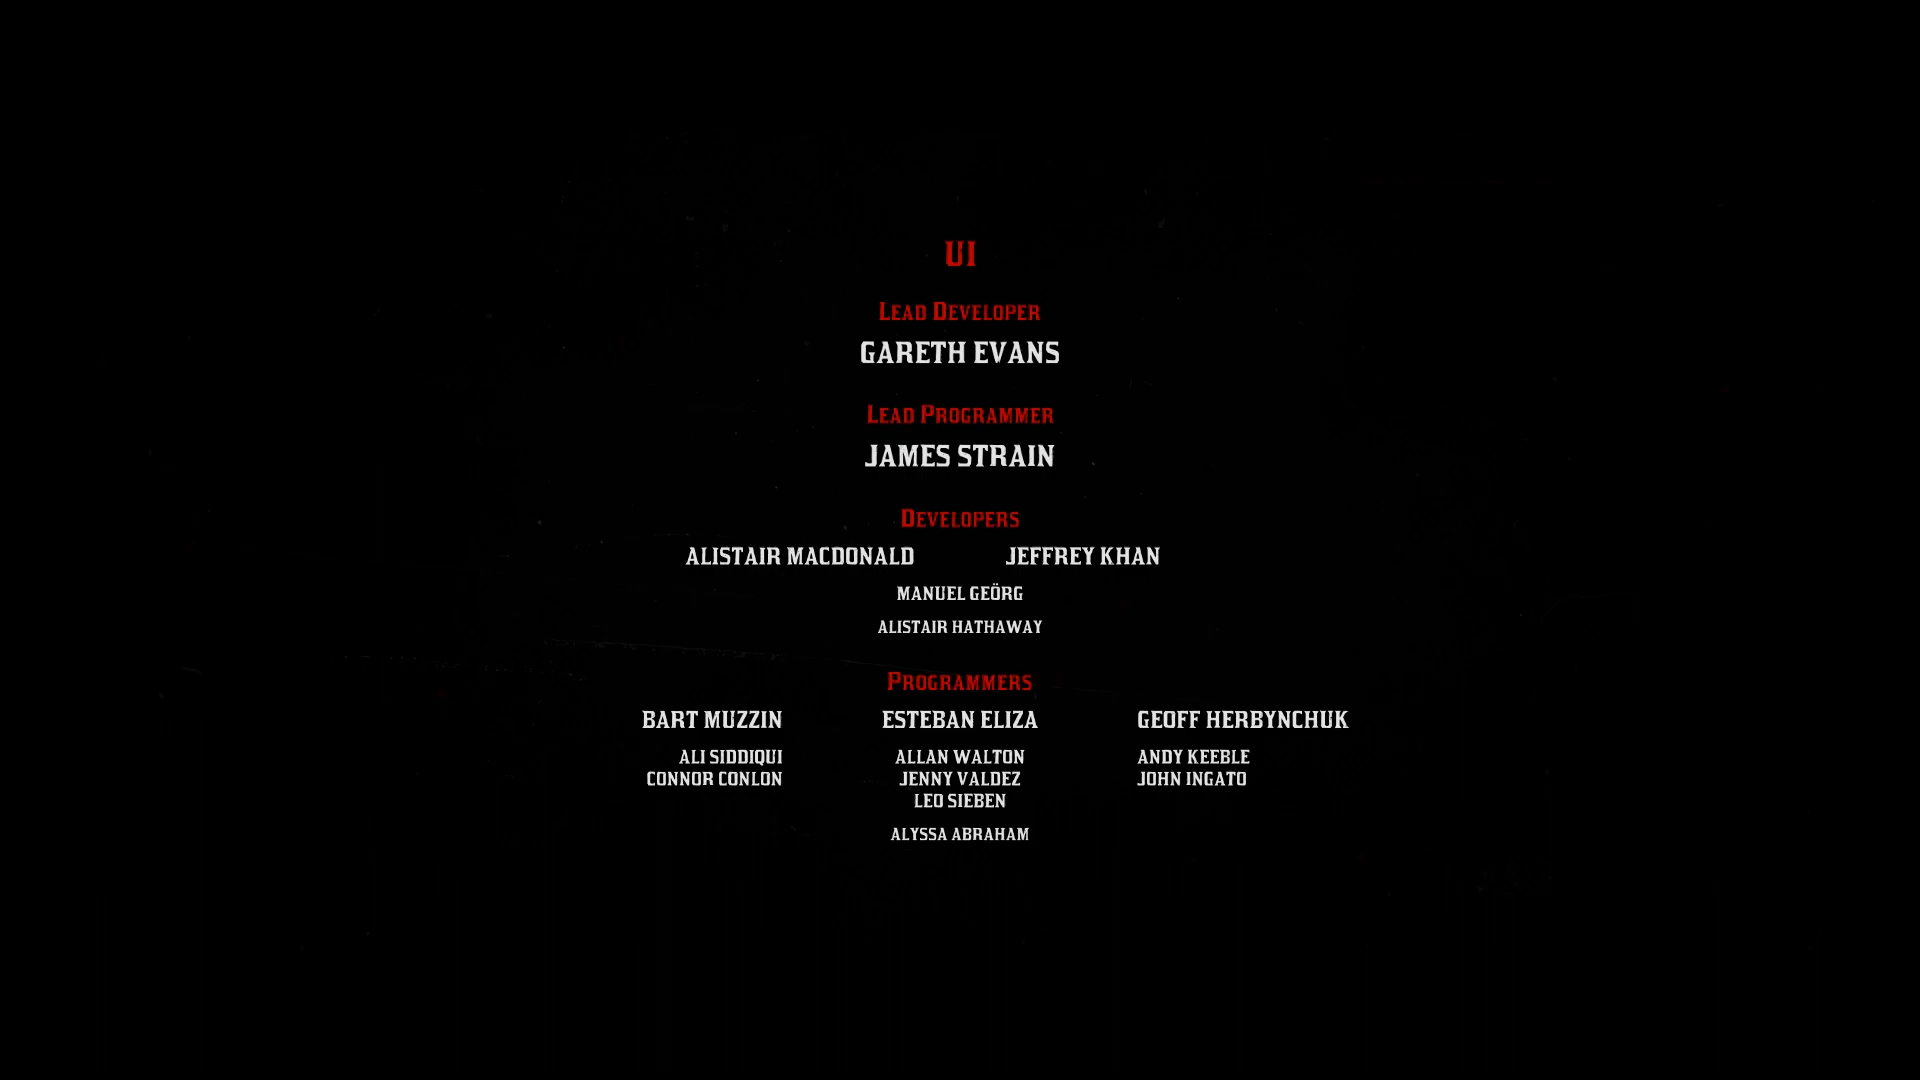 UI
LEAD DEVELOPER
GARETH EVANS
LEAD PROGRAMMER
JAMES STRAIN
DEVELOPERS
ALISTAIR MACDONALD JEFFREY KHAN
MANUEL GEÖRG
ALISTAIR HATHAWAY
PROGRAMMERS
BART MUZZIN ESTEBAN ELIZA GEOFF HERBYNCHUK
ALI SIDDIQUI ALLAN WALTON ANDY KEEBLE
CONNOR CONLON JENNY VALDEZ JOHN INGATO
LEO SIEBEN
ALYSSA ABRAHAM